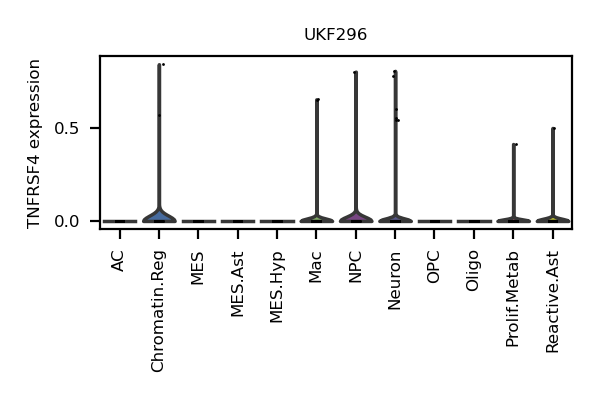 UKF296
TNFRSF4 expression
0.5
0.0
AC
Chromatin.Reg
MES
MES.Ast
MES.Hyp
Mac
NPC
Neuron
OPC
Oligo
Prolif.Metab
Reactive.Ast